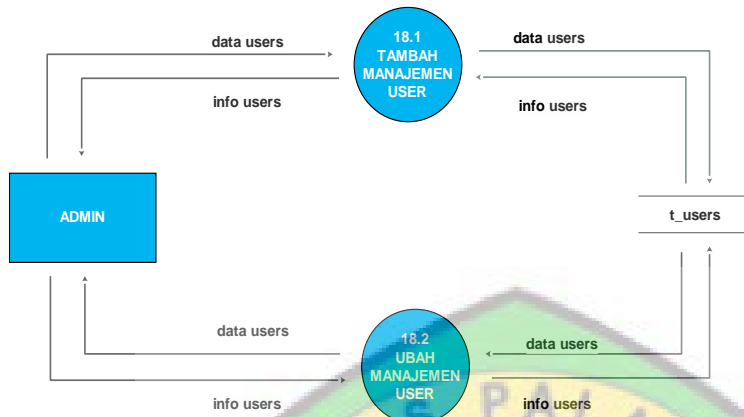 data users
18.1
TAMBAH
MANAJEMEN
USER
data users
info users
info users
ADMIN
t_users
data users
18.2
UBAH
MANAJEMEN
USER
data users
info users
info users
S P A